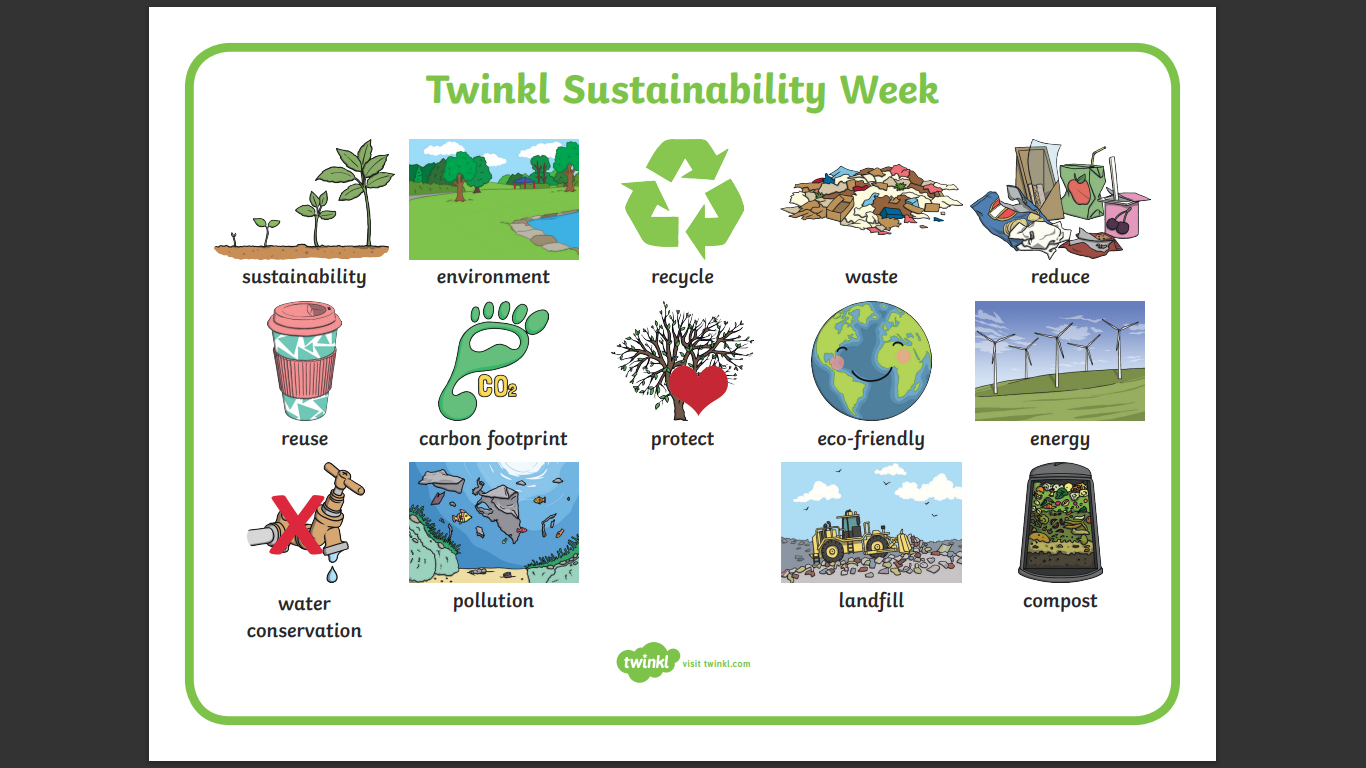 Twinkl Sustainability Week
sustainability
environment
recycle
waste
reduce
reuse
CO₂
carbon footprint
protect
eco-friendly
energy
water
conservation
pollution
landfill
compost
twinkl visit twinkl.com